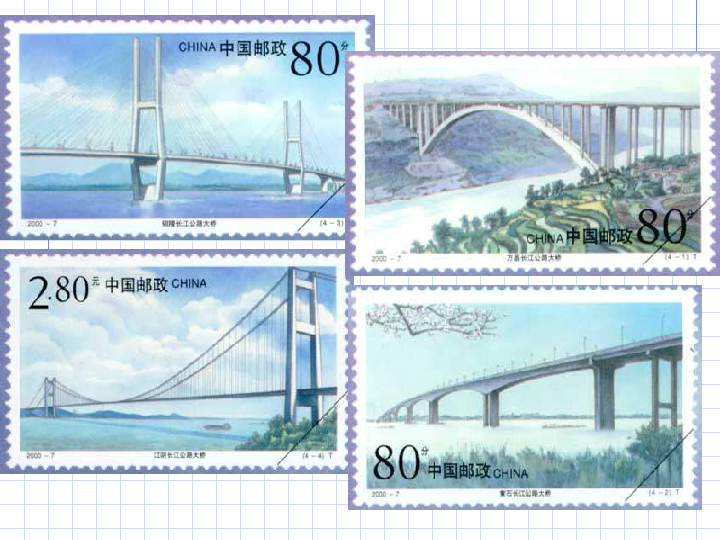 CHINA 中国邮政 80分
2000-7 铜陵长江公路大桥 (4-3)
CHINA 中国邮政 80分
2000-7 万县长江公路大桥 (4-1) T
2.80元 中国邮政 CHINA
2000-7 江阴长江公路大桥 (4-4) T
80分 中国邮政 CHINA
2000-7 黄石长江公路大桥 (4-2) T